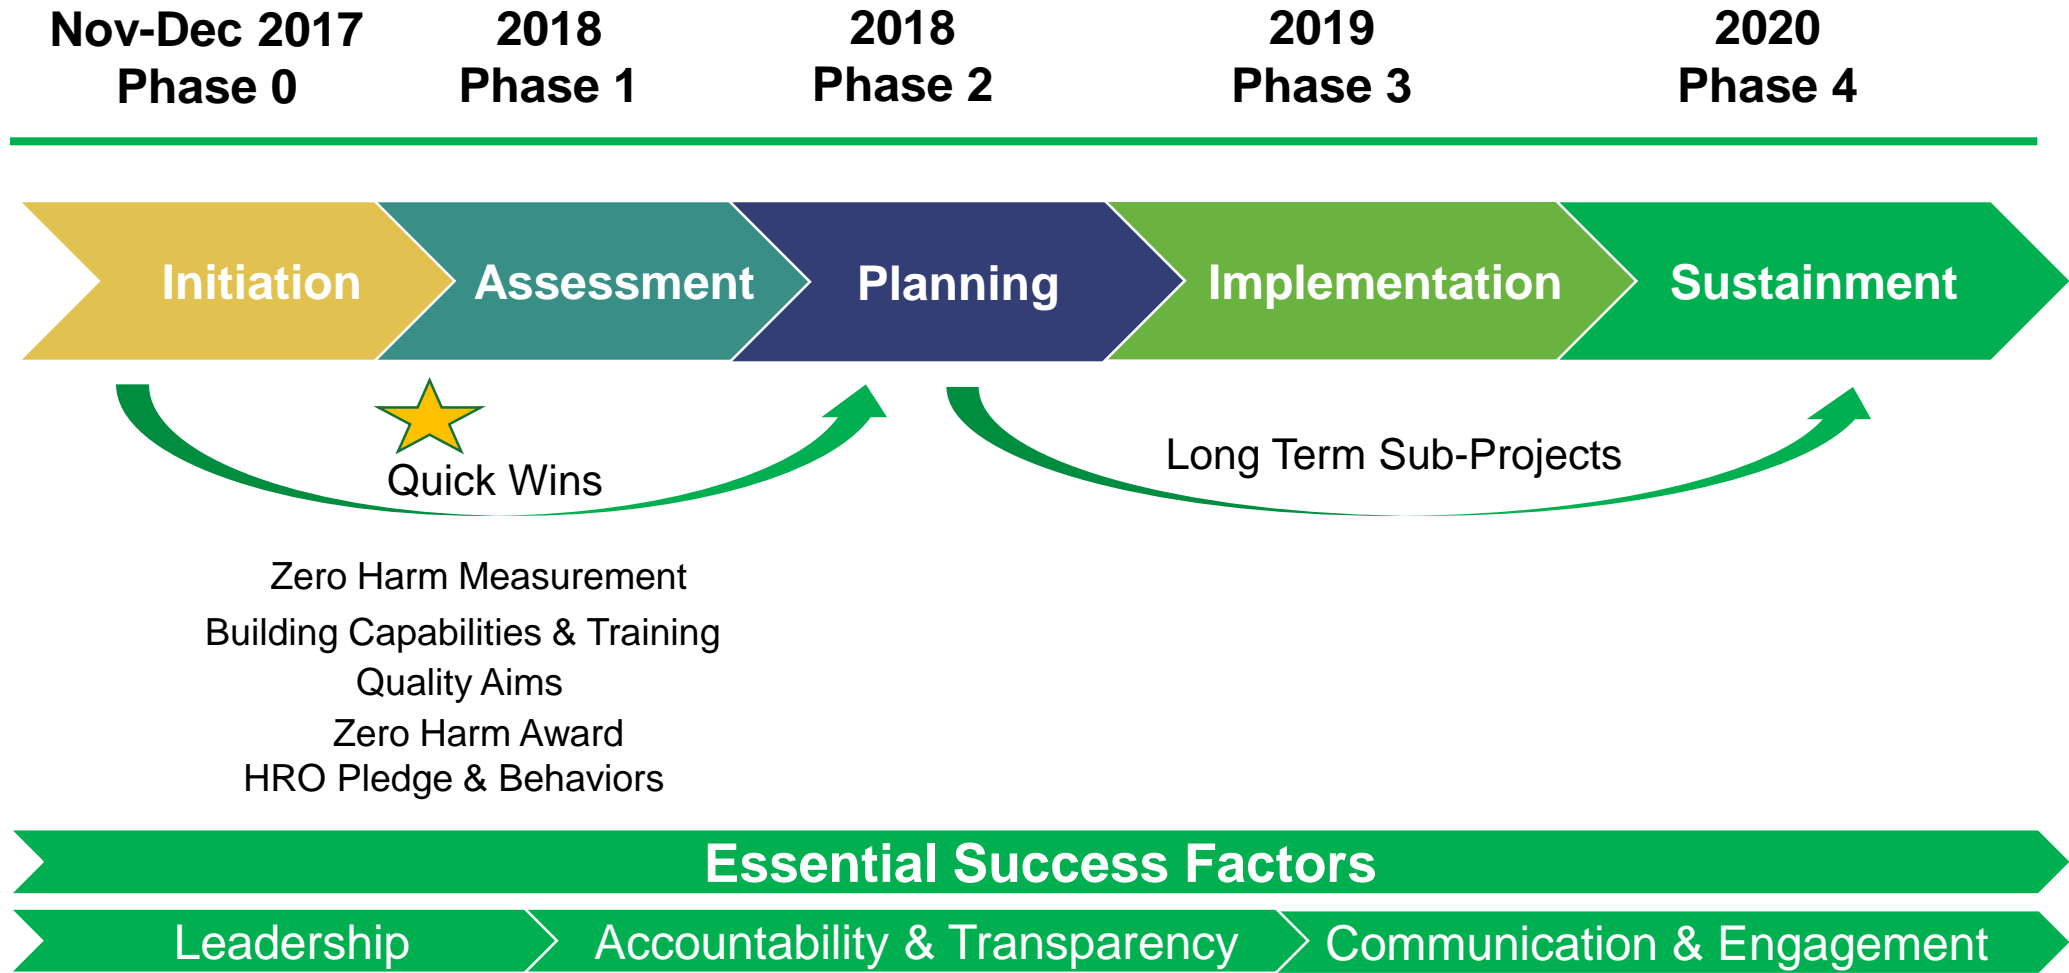 Nov-Dec 2017
Phase 0
2018
Phase 1
2018
Phase 2
2019
Phase 3
2020
Phase 4
Initiation
Assessment
Planning
Implementation
Sustainment
Quick Wins
Long Term Sub-Projects
Zero Harm Measurement
Building Capabilities & Training
Quality Aims
Zero Harm Award
HRO Pledge & Behaviors
Essential Success Factors
Leadership
Accountability & Transparency
Communication & Engagement